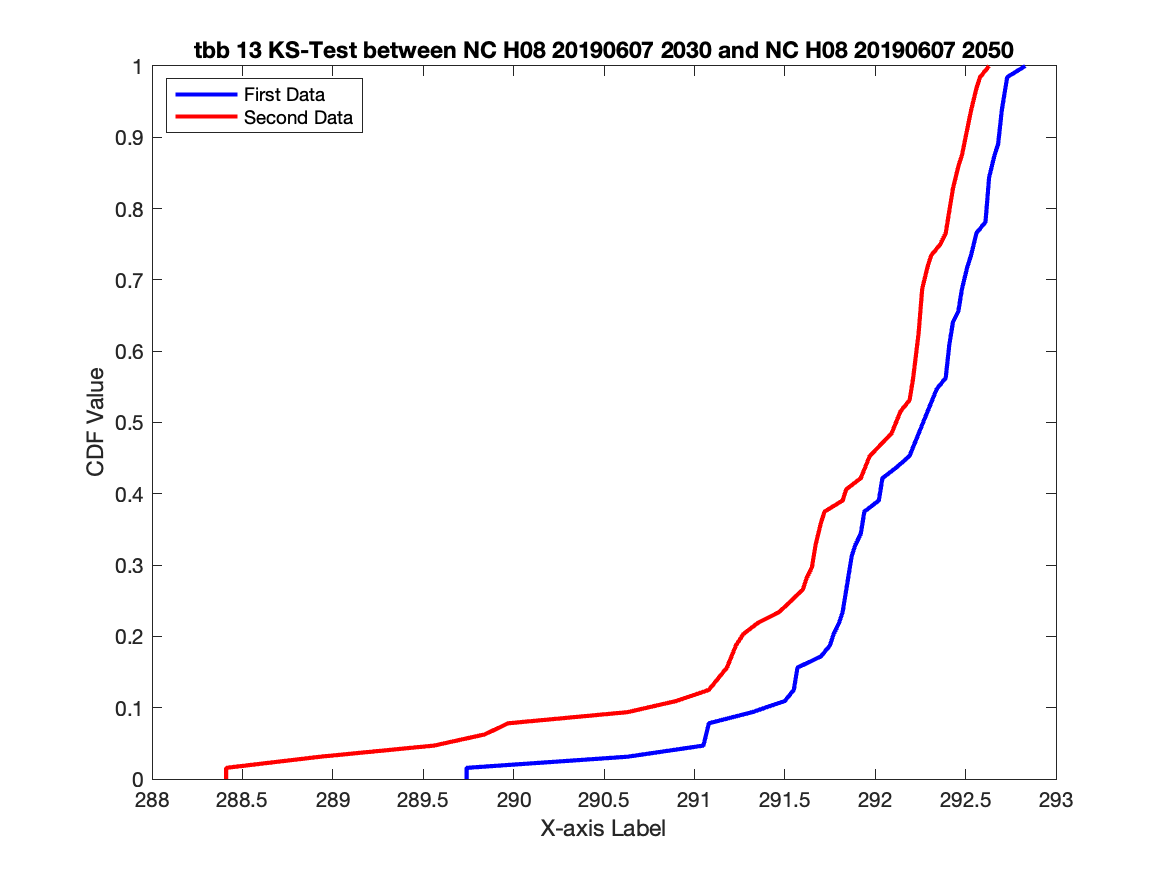 tbb 13 KS-Test between NC H08 20190607 2030 and NC H08 20190607 2050
First Data
Second Data
1
0.9
0.8
0.7
0.6
0.5
0.4
0.3
0.2
0.1
0
CDF Value
288 288.5 289 289.5 290 290.5 291 291.5 292 292.5 293
X-axis Label